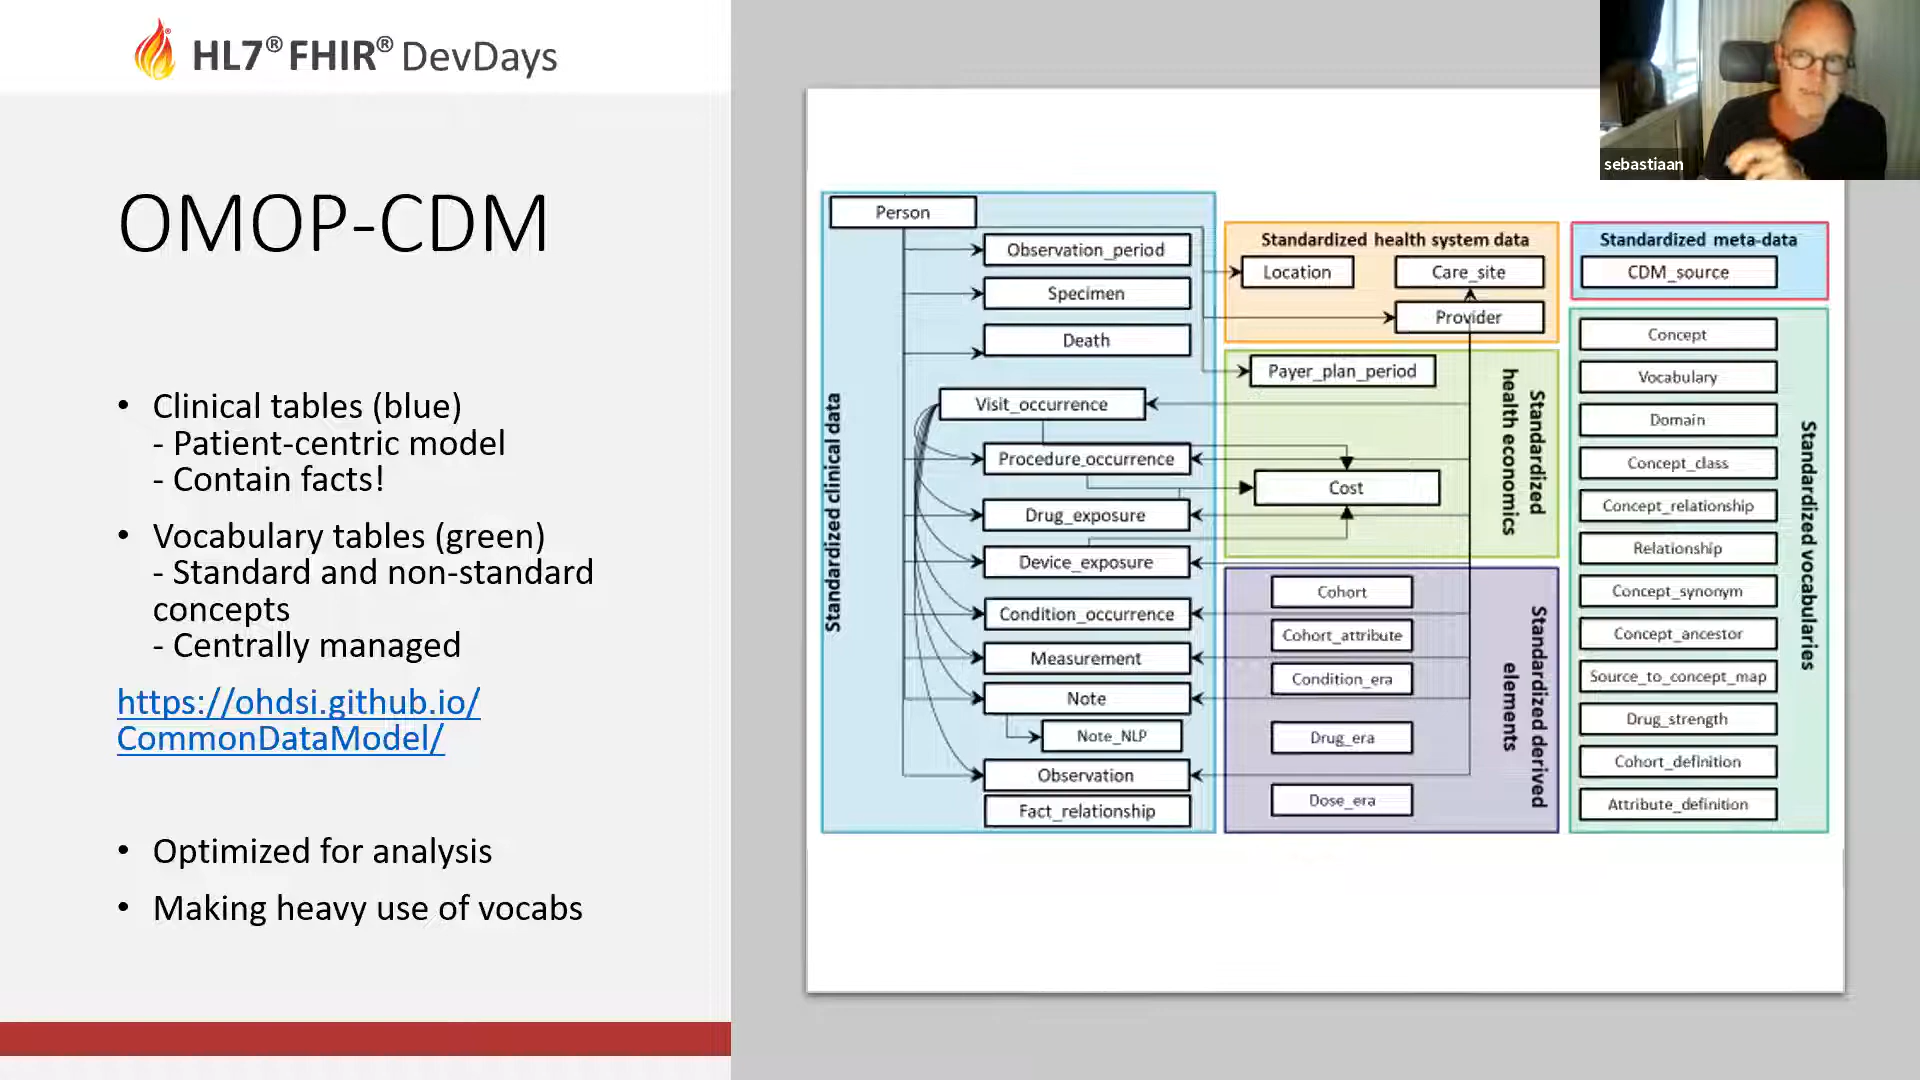 HL7® FHIR® DevDays
OMOP-CDM
• Clinical tables (blue)
- Patient-centric model
- Contain facts!
• Vocabulary tables (green)
- Standard and non-standard
concepts
- Centrally managed
https://ohdsi.github.io/
CommonDataModel/
• Optimized for analysis
• Making heavy use of vocabs
sebastiaan
Standardized clinical data
Person
Observation_period
Specimen
Death
Visit_occurrence
Procedure_occurrence
Drug_exposure
Device_exposure
Condition_occurrence
Measurement
Note
Note_NLP
Observation
Fact_relationship
Standardized health system data
Location
Care_site
Provider
Payer_plan_period
Cost
Standardized
health economics
Cohort
Cohort_attribute
Condition_era
Drug_era
Dose_era
Standardized derived
elements
Standardized meta-data
CDM_source
Concept
Vocabulary
Domain
Concept_class
Concept_relationship
Relationship
Concept_synonym
Concept_ancestor
Source_to_concept_map
Drug_strength
Cohort_definition
Attribute_definition
Standardized vocabularies